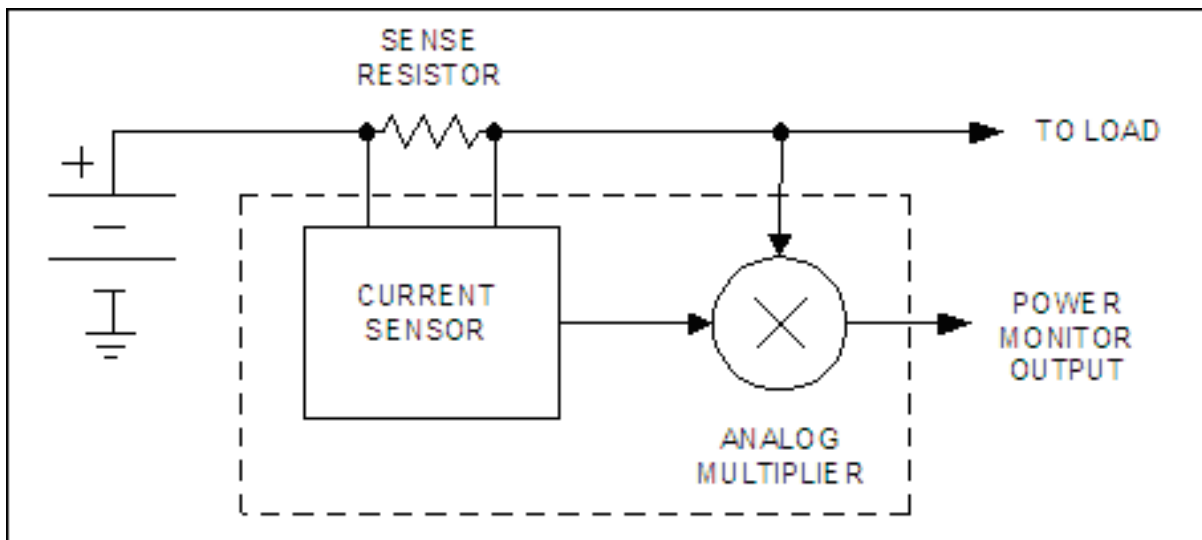 SENSE
RESISTOR
TO LOAD
+
CURRENT
SENSOR
POWER
MONITOR
OUTPUT
ANALOG
MULTIPLIER